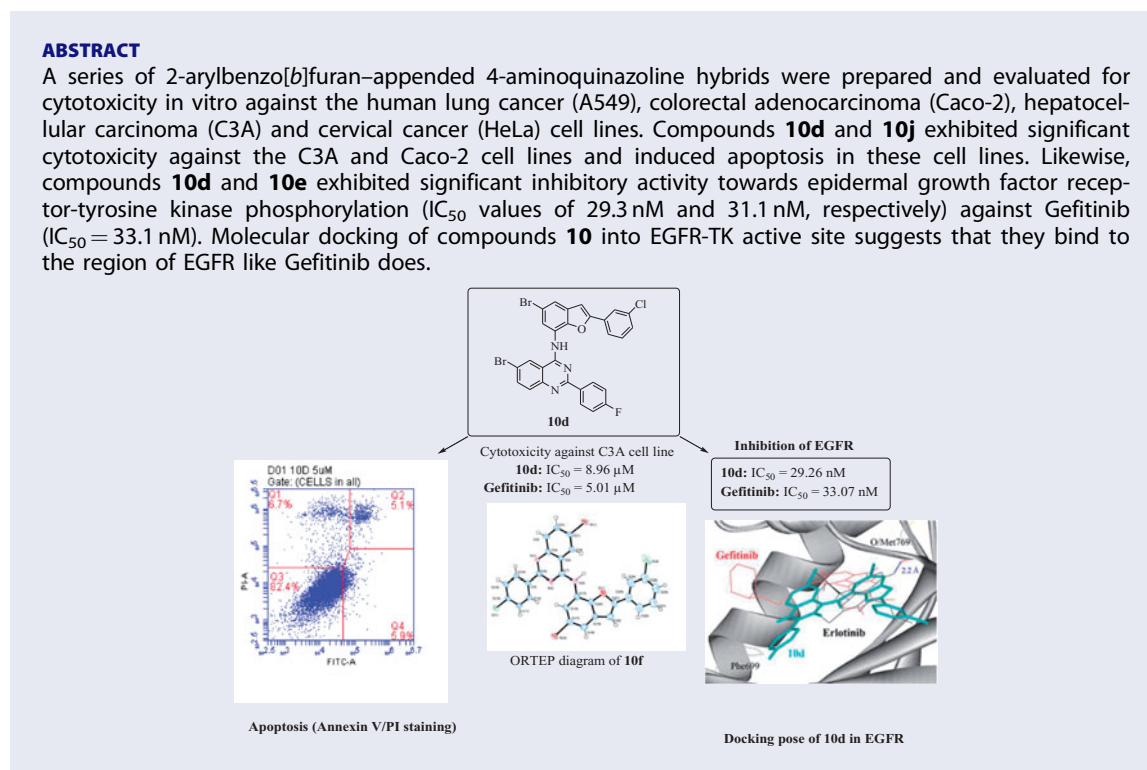 ABSTRACT
A series of 2-arylbenzo[b]furan–appended 4-aminoquinazoline hybrids were prepared and evaluated for
cytotoxicity in vitro against the human lung cancer (A549), colorectal adenocarcinoma (Caco-2), hepatocel-
lular carcinoma (C3A) and cervical cancer (HeLa) cell lines. Compounds 10d and 10j exhibited significant
cytotoxicity against the C3A and Caco-2 cell lines and induced apoptosis in these cell lines. Likewise,
compounds 10d and 10e exhibited significant inhibitory activity towards epidermal growth factor recep-
tor-tyrosine kinase phosphorylation (IC50 values of 29.3 nM and 31.1 nM, respectively) against Gefitinib
(IC50 = 33.1 nM). Molecular docking of compounds 10 into EGFR-TK active site suggests that they bind to
the region of EGFR like Gefitinib does.
Br
Cl
O
NH
Br
N
N
F
10d
Cytotoxicity against C3A cell line
10d: IC50 = 8.96 µM
Gefitinib: IC50 = 5.01 µM
Inhibition of EGFR
10d: IC50 = 29.26 nM
Gefitinib: IC50 = 33.07 nM
D01 10D 5uM
Gate: (CELLS in all)
Q1
6.7%
Q2
5.1%
Q3
82.4%
Q4
5.9%
PI-A
FITC-A
Apoptosis (Annexin V/PI staining)
ORTEP diagram of 10f
O/Met769
Gefitinib
2.2 A
Erlotinib
10d
Phe699
Docking pose of 10d in EGFR